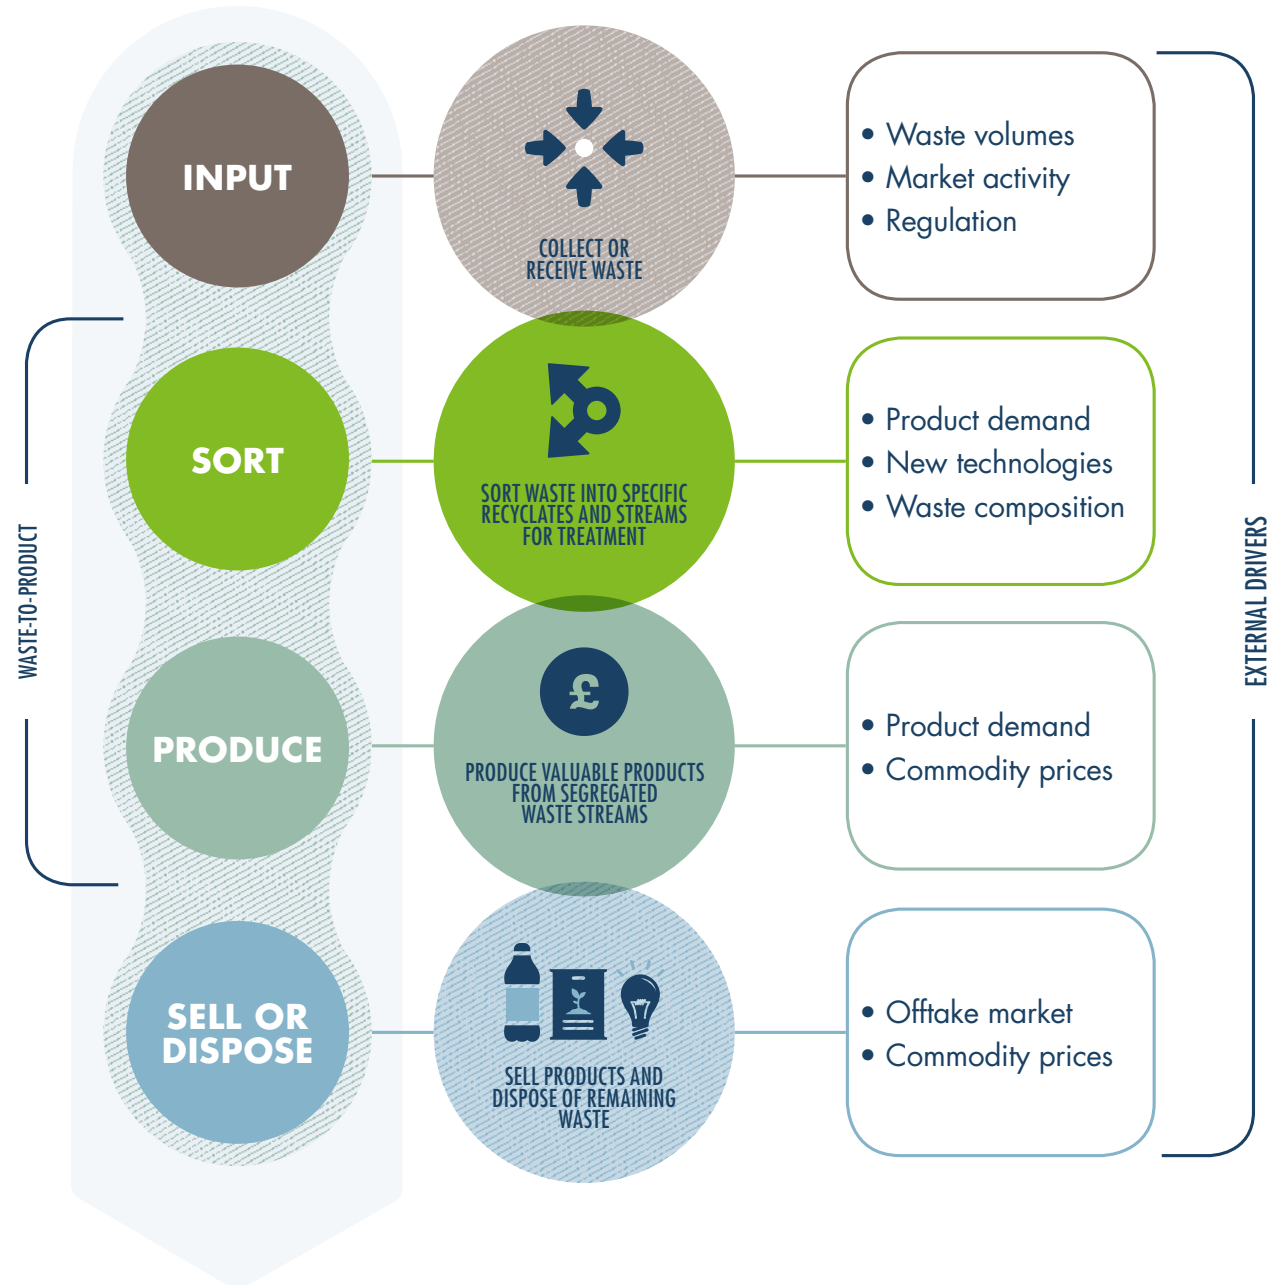 INPUT
COLLECT OR
RECEIVE WASTE
• Waste volumes
• Market activity
• Regulation
WASTE-TO-PRODUCT
SORT
SORT WASTE INTO SPECIFIC
RECYCLATES AND STREAMS
FOR TREATMENT
• Product demand
• New technologies
• Waste composition
EXTERNAL DRIVERS
PRODUCE
£
PRODUCE VALUABLE PRODUCTS
FROM SEGREGATED
WASTE STREAMS
• Product demand
• Commodity prices
SELL OR
DISPOSE
SELL PRODUCTS AND
DISPOSE OF REMAINING
WASTE
• Offtake market
• Commodity prices